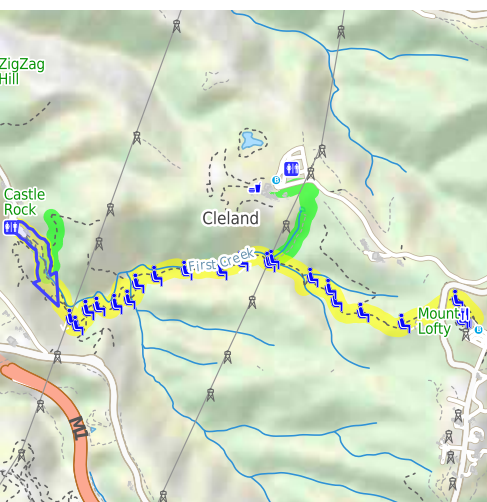 ZigZag
Hill
Castle
Rock
B
Cleland
First Creek
Mount
Lofty
B
M1